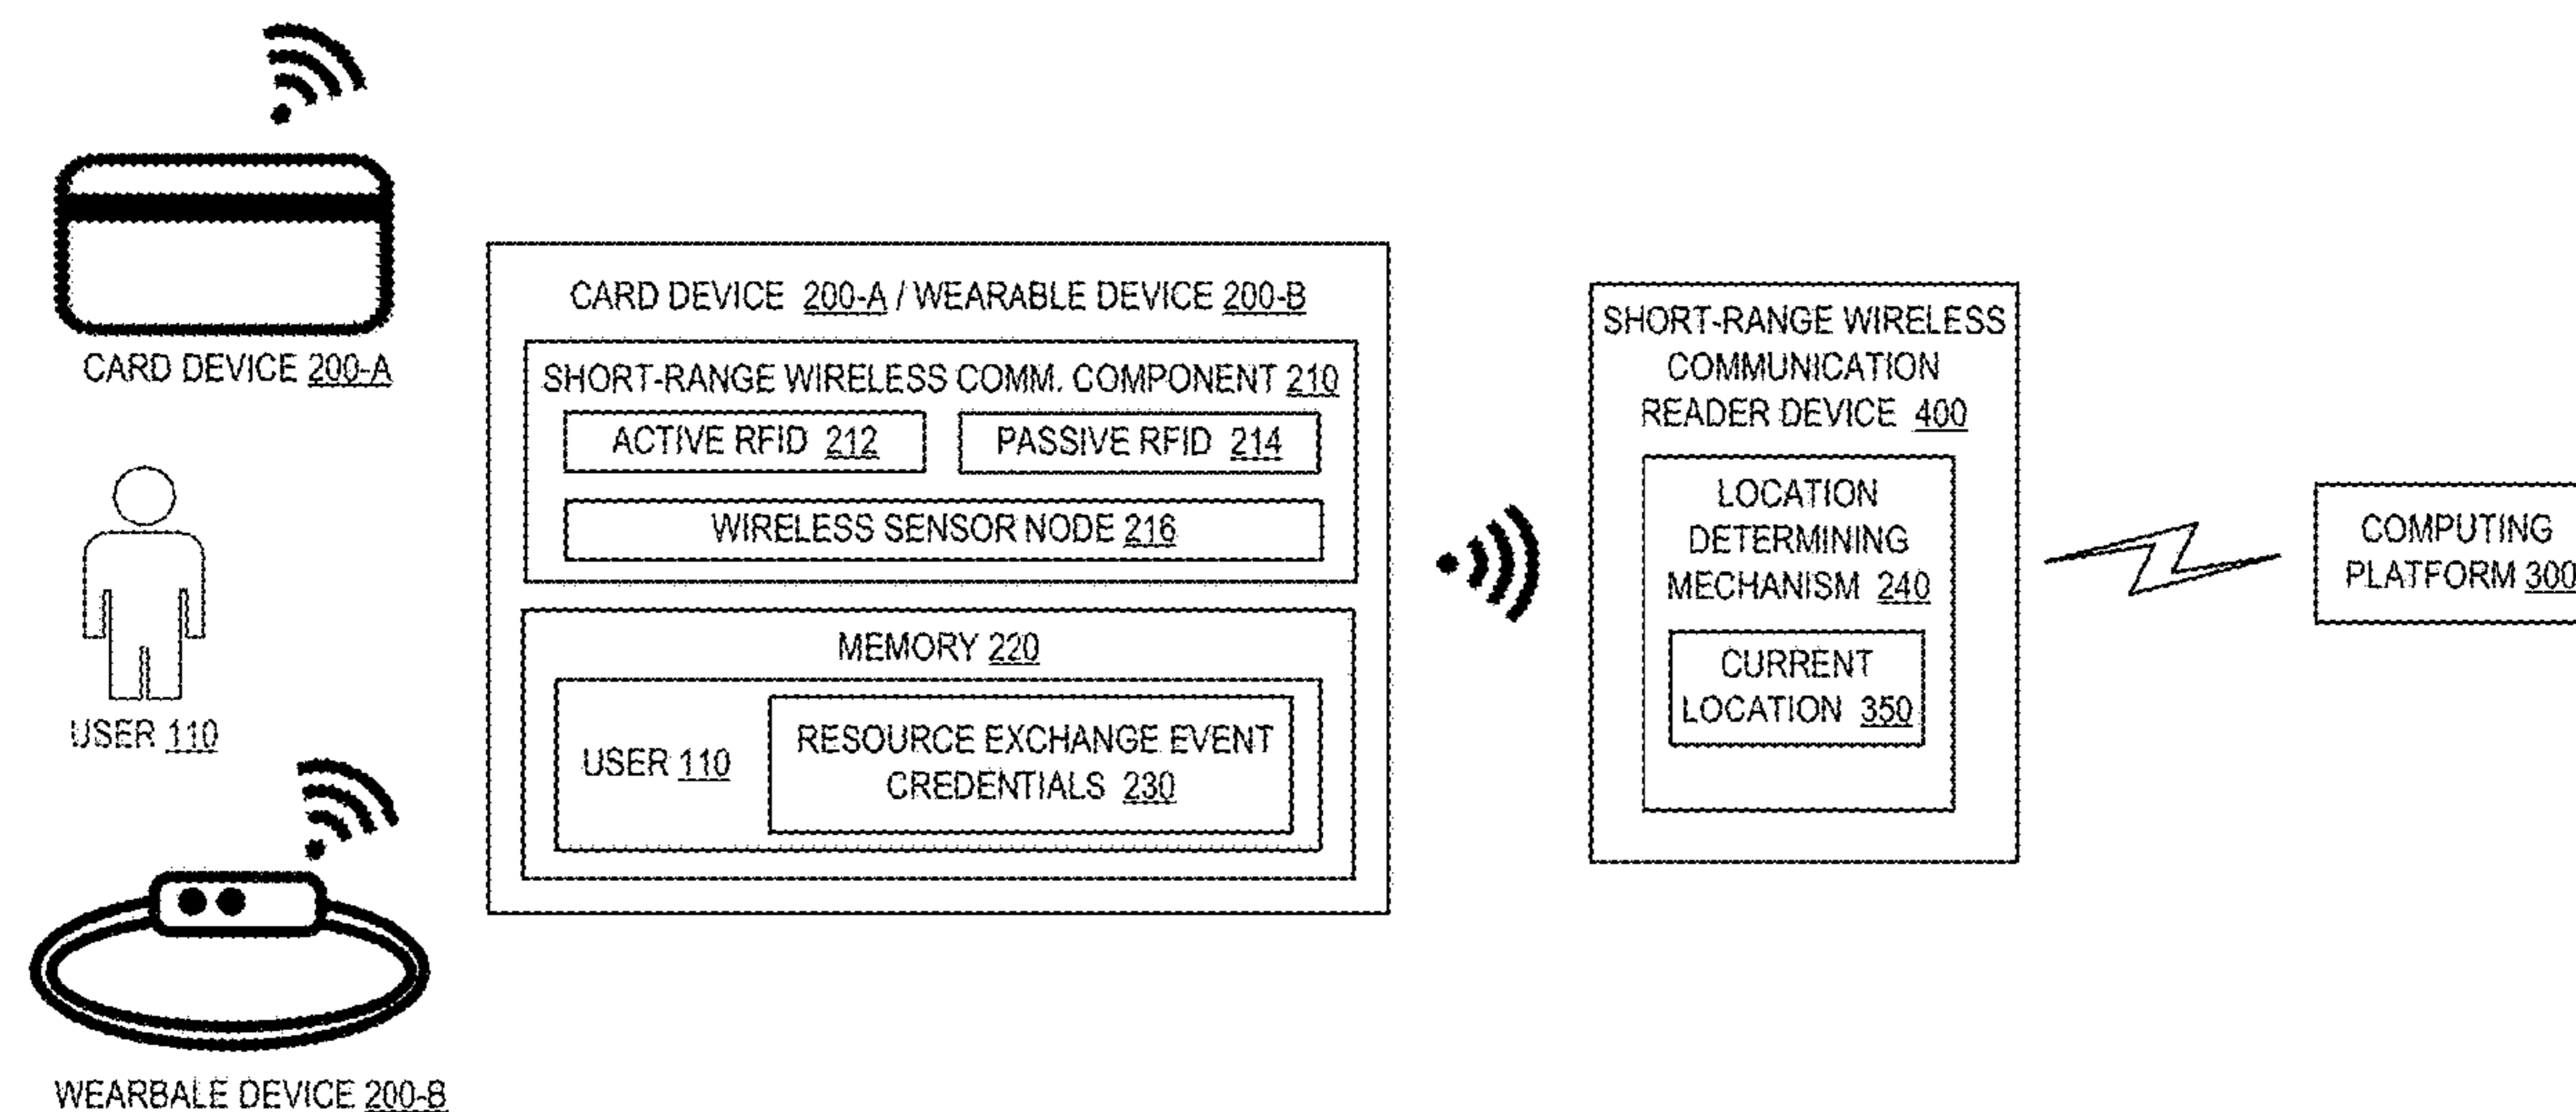 CARD DEVICE 200-A
USER 110
WEARBALE DEVICE 200-B
CARD DEVICE 200-A / WEARABLE DEVICE 200-B
SHORT-RANGE WIRELESS COMM. COMPONENT 210
ACTIVE RFID 212
PASSIVE RFID 214
WIRELESS SENSOR NODE 216
MEMORY 220
USER 110
RESOURCE EXCHANGE EVENT
CREDENTIALS 230
SHORT-RANGE WIRELESS
COMMUNICATION
READER DEVICE 400
LOCATION
DETERMINING
MECHANISM 240
CURRENT
LOCATION 350
COMPUTING
PLATFORM 300